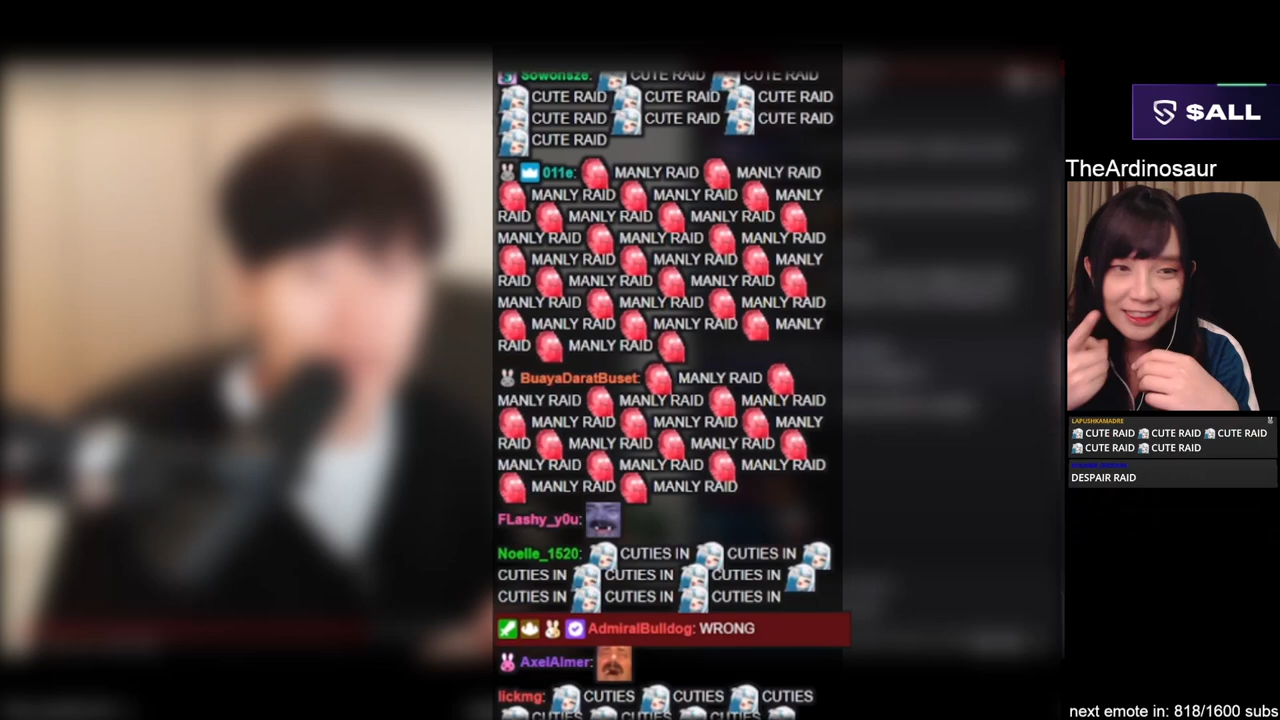 Sowonsze: CUTE RAID CUTE RAID
CUTE RAID CUTE RAID CUTE RAID
CUTE RAID CUTE RAID CUTE RAID
CUTE RAID
011e: MANLY RAID MANLY RAID
MANLY RAID MANLY RAID MANLY
RAID MANLY RAID MANLY RAID
MANLY RAID MANLY RAID MANLY RAID
MANLY RAID MANLY RAID MANLY
RAID MANLY RAID MANLY RAID
MANLY RAID MANLY RAID MANLY RAID
MANLY RAID MANLY RAID MANLY
RAID MANLY RAID
BuayaDaratBuset: MANLY RAID
MANLY RAID MANLY RAID MANLY RAID
MANLY RAID MANLY RAID MANLY
RAID MANLY RAID MANLY RAID
MANLY RAID MANLY RAID MANLY RAID
MANLY RAID MANLY RAID
FLashy_y0u:
Noelle_1520: CUTIES IN CUTIES IN
CUTIES IN CUTIES IN CUTIES IN
CUTIES IN CUTIES IN CUTIES IN
AdmiralBulldog: WRONG
AxelAlmer:
lickmg: CUTIES CUTIES CUTIES
CUTIES CUTIES CUTIES
$ALL
TheArdinosaur
LAPUSHKAMADRE
CUTE RAID CUTE RAID CUTE RAID
CUTE RAID CUTE RAID
DESPAIR RAID
next emote in: 818/1600 subs